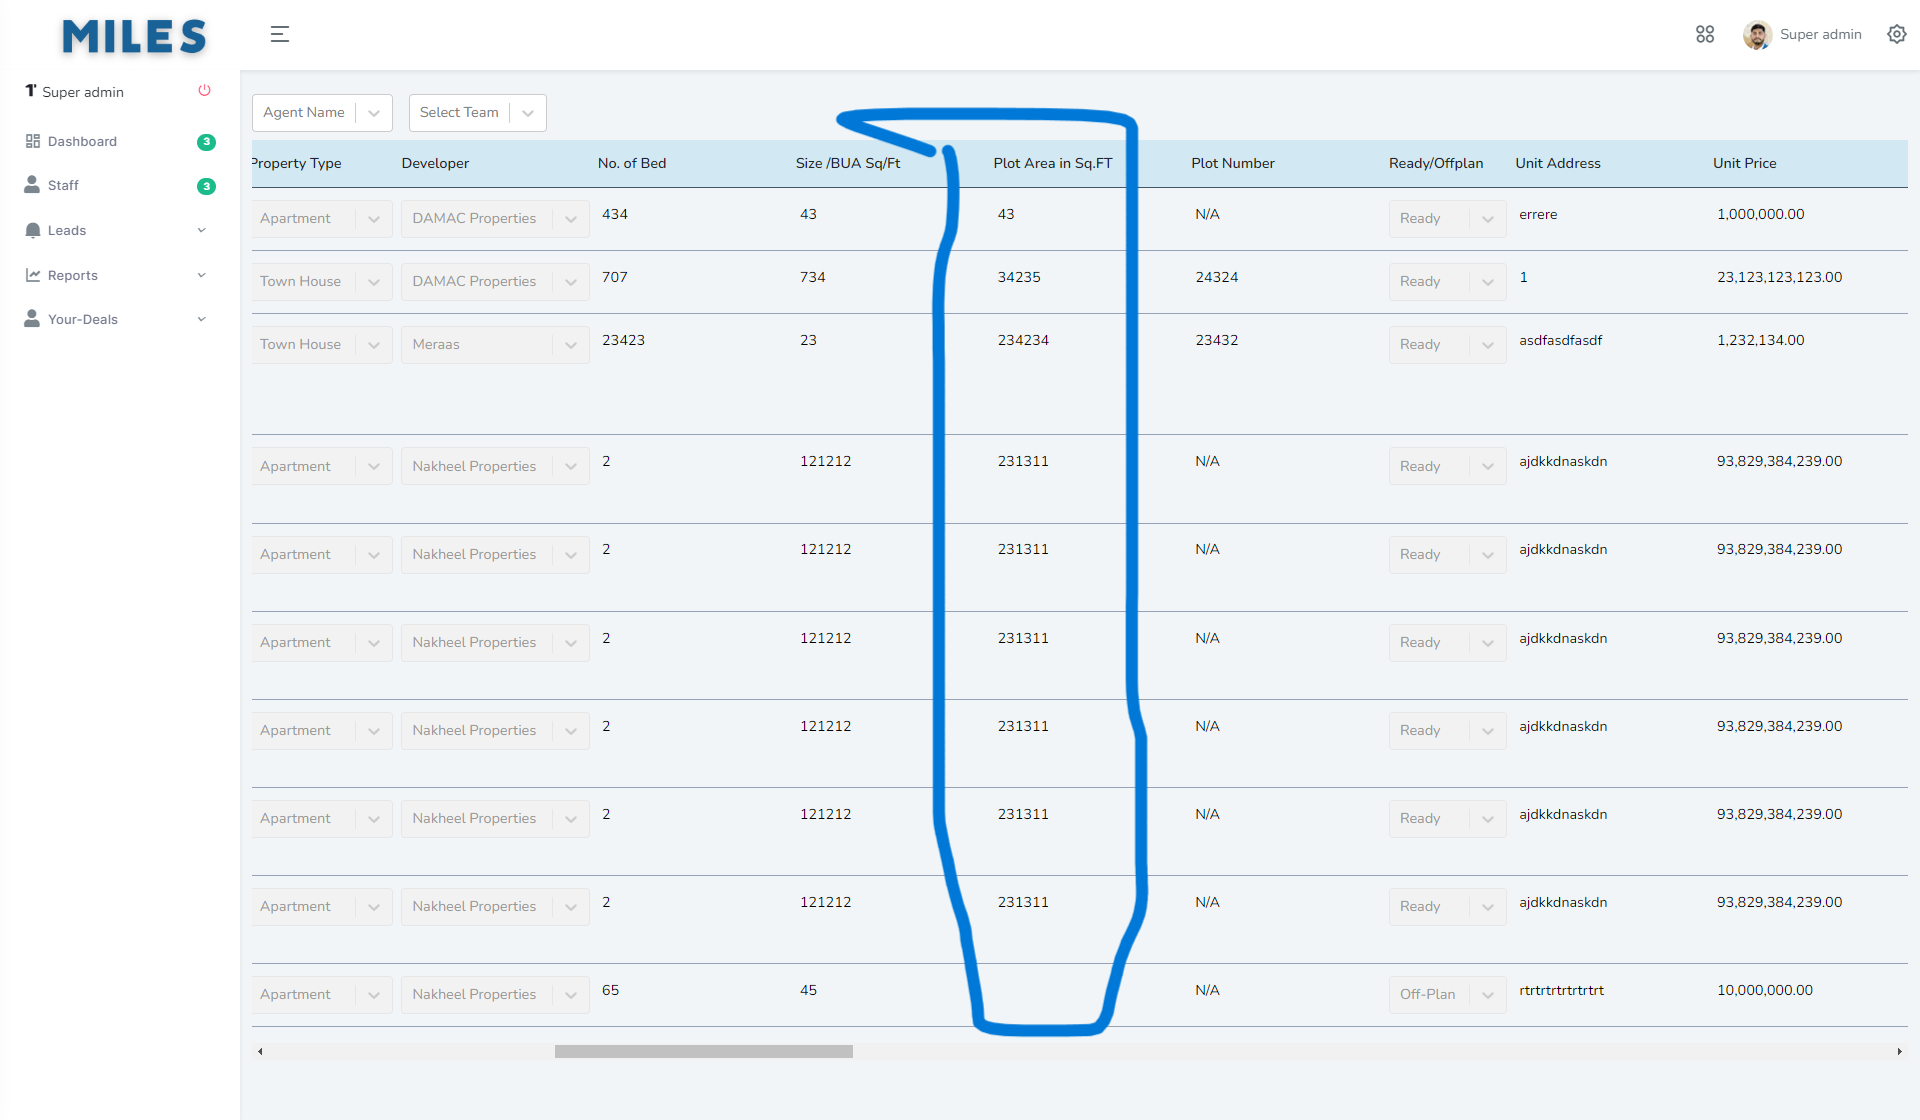 MILES
Super admin
Super admin
Dashboard 3
Staff 3
Leads
Reports
Your-Deals
Agent Name Select Team
Property Type Developer No. of Bed Size /BUA Sq/Ft Plot Area in Sq.FT Plot Number Ready/Offplan Unit Address Unit Price
Apartment DAMAC Properties 434 43 43 N/A Ready errere 1,000,000.00
Town House DAMAC Properties 707 734 34235 24324 Ready 1 23,123,123,123.00
Town House Meraas 23423 23 234234 23432 Ready asdfasdfasdf 1,232,134.00
Apartment Nakheel Properties 2 121212 231311 N/A Ready ajdkkdnaskdn 93,829,384,239.00
Apartment Nakheel Properties 2 121212 231311 N/A Ready ajdkkdnaskdn 93,829,384,239.00
Apartment Nakheel Properties 2 121212 231311 N/A Ready ajdkkdnaskdn 93,829,384,239.00
Apartment Nakheel Properties 2 121212 231311 N/A Ready ajdkkdnaskdn 93,829,384,239.00
Apartment Nakheel Properties 2 121212 231311 N/A Ready ajdkkdnaskdn 93,829,384,239.00
Apartment Nakheel Properties 2 121212 231311 N/A Ready ajdkkdnaskdn 93,829,384,239.00
Apartment Nakheel Properties 65 45 N/A Off-Plan rtrtrtrtrtrtrt 10,000,000.00